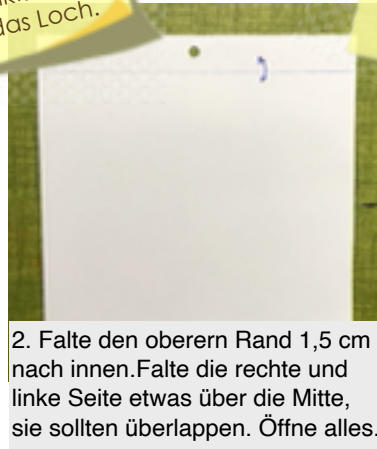 das Loch.
2. Falte den oberern Rand 1,5 cm
nach innen.Falte die rechte und
linke Seite etwas über die Mitte,
sie sollten überlappen. Öffne alles.